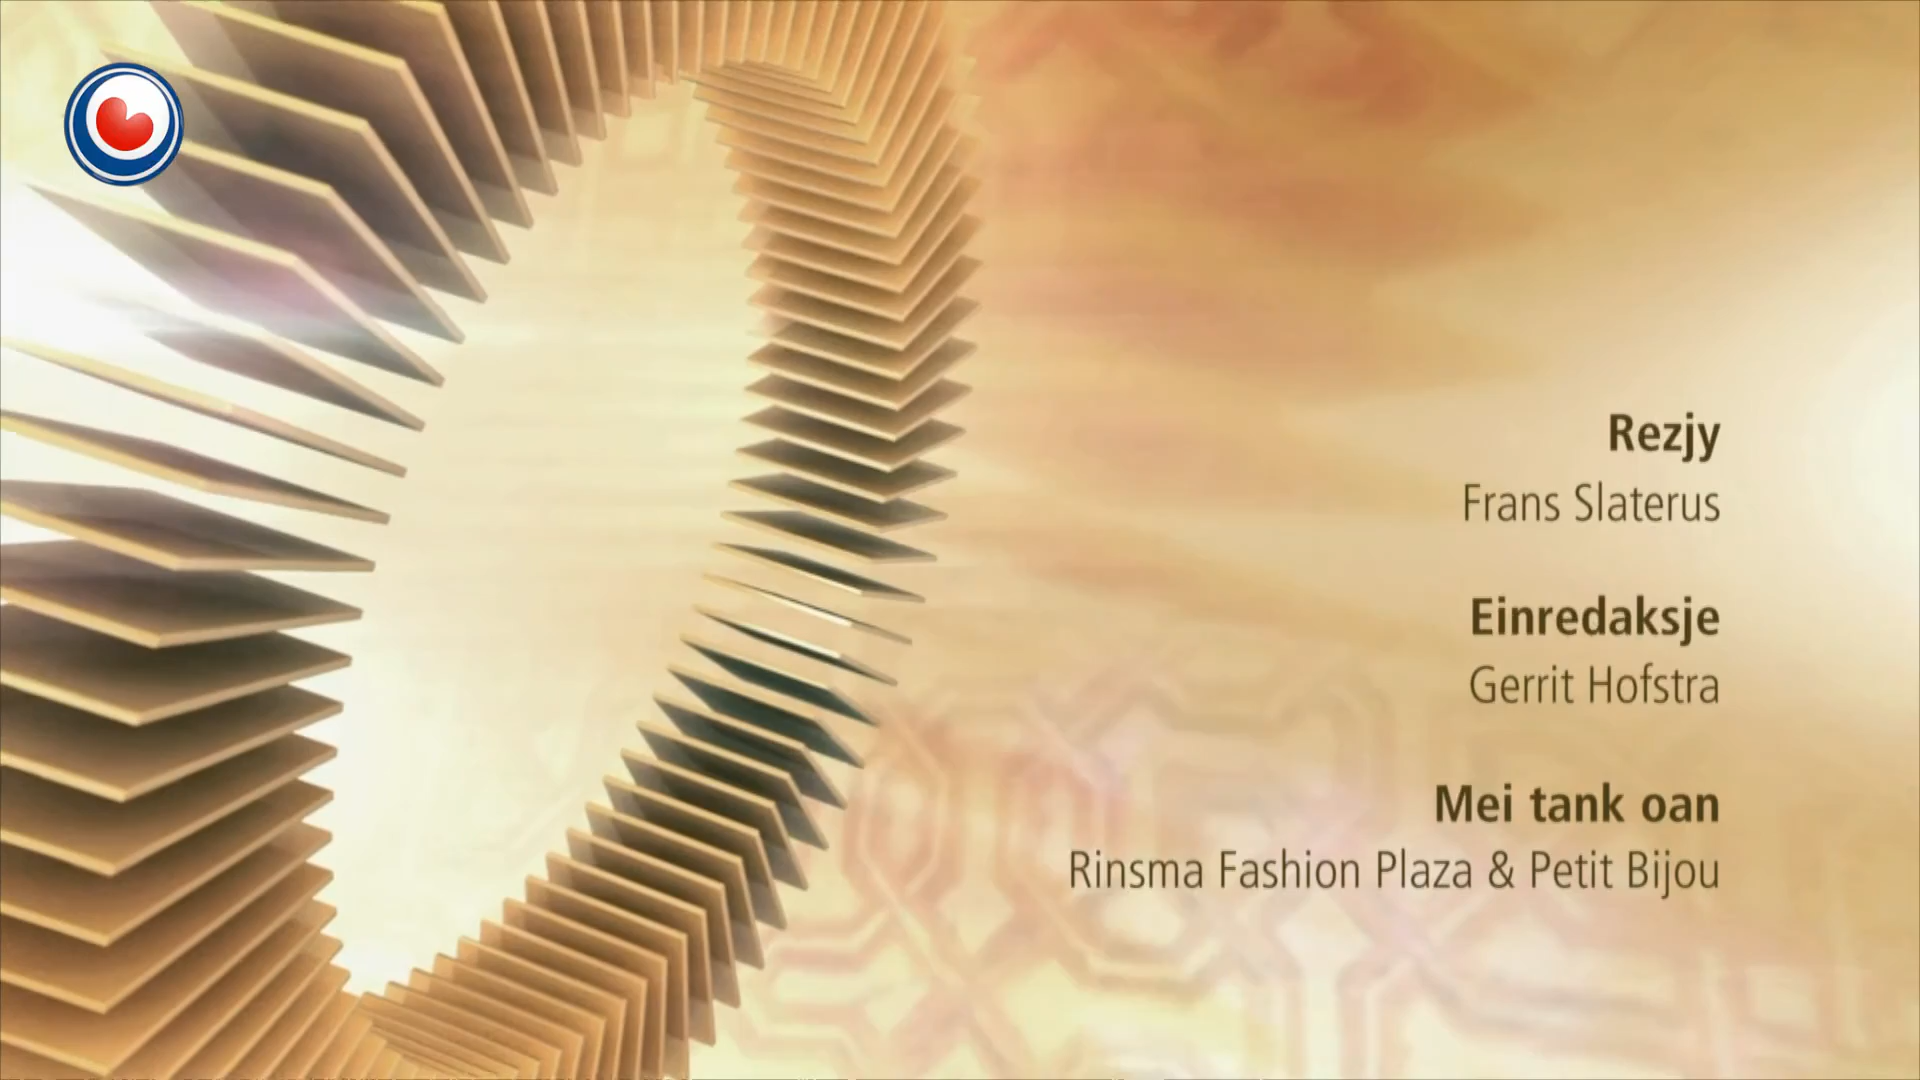 Rezjy
Frans Slaterus
Einredaksje
Gerrit Hofstra
Mei tank oan
Rinsma Fashion Plaza & Petit Bijou